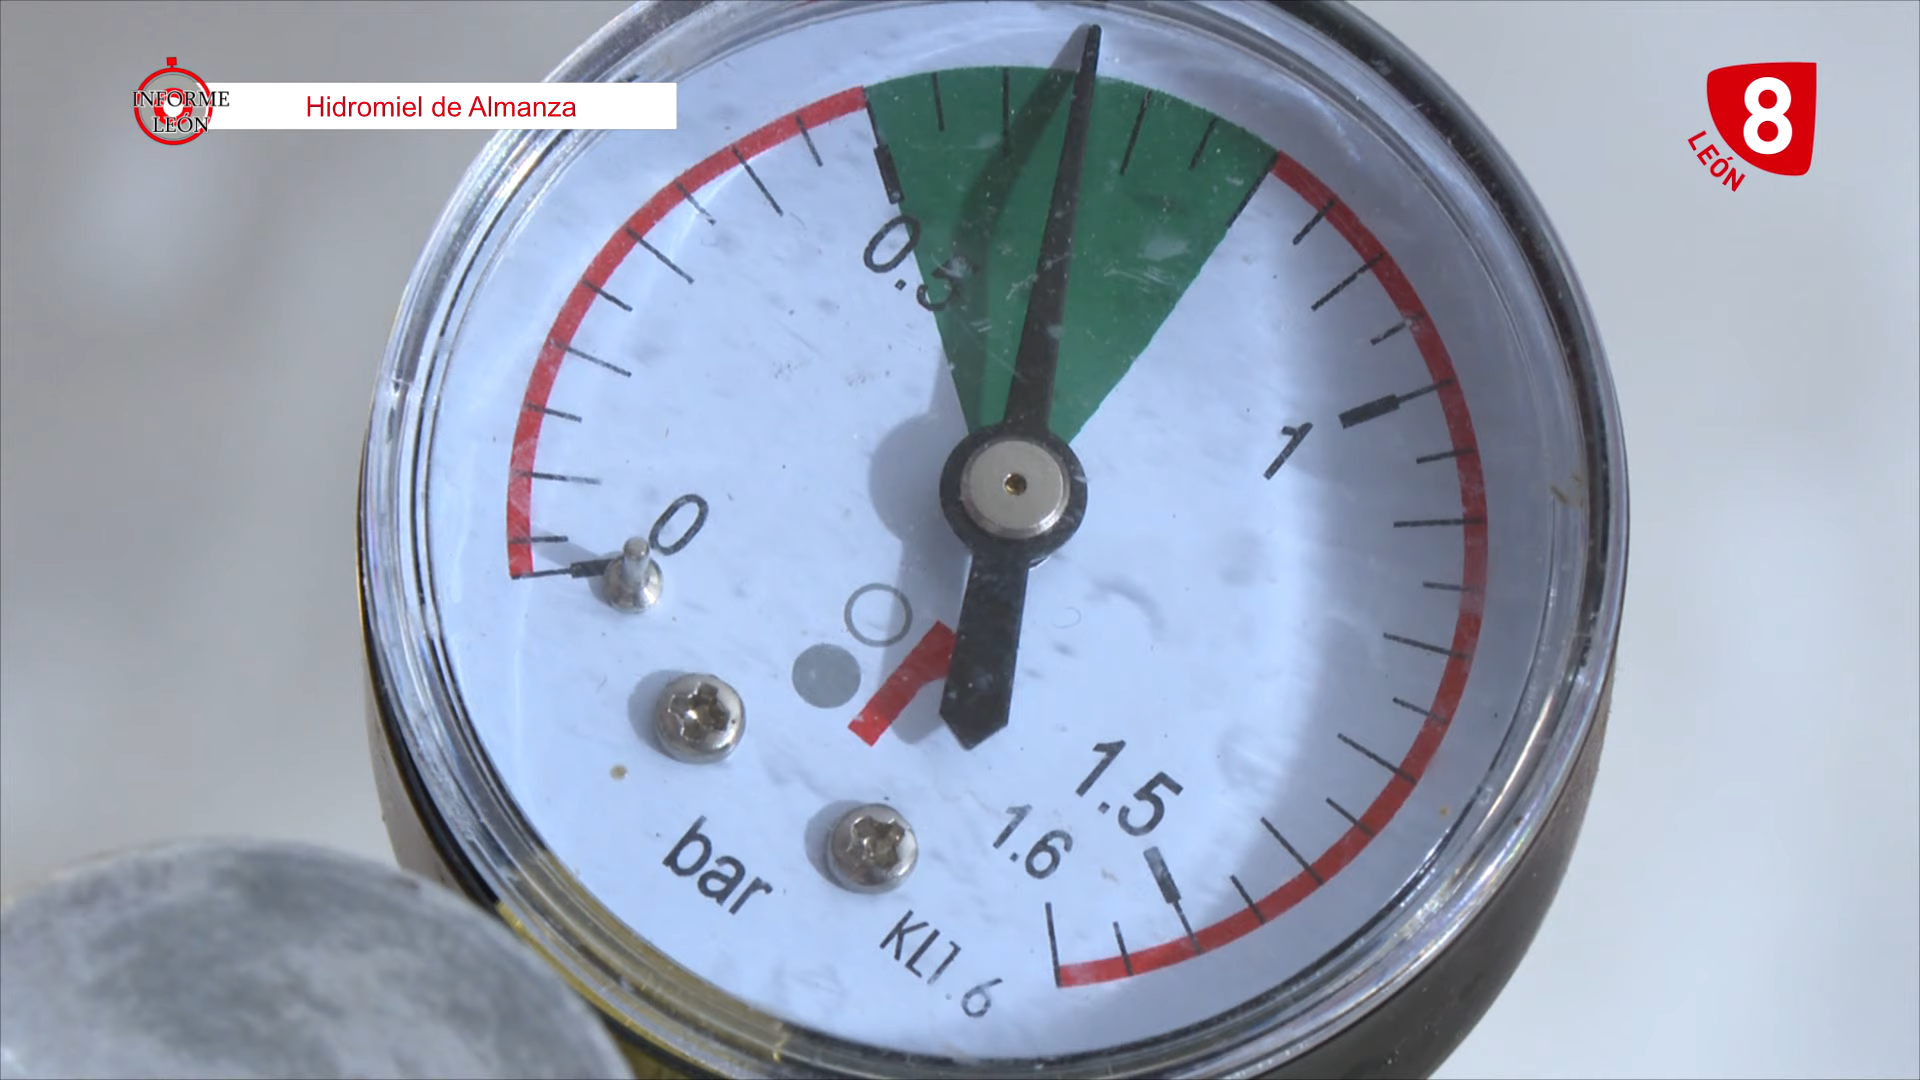 INFORME
LEÓN
Hidromiel de Almanza
8
LEÓN
0.5
0
1
1.5
1.6
bar
KL1.6